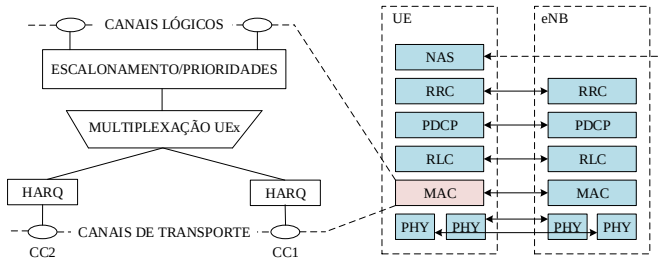 CANAIS LÓGICOS
ESCALONAMENTO/PRIORIDADES
MULTIPLEXAÇÃO UEx
HARQ HARQ
CANAIS DE TRANSPORTE
CC2 CC1
UE eNB
NAS
RRC RRC
PDCP PDCP
RLC RLC
MAC MAC
PHY PHY PHY PHY